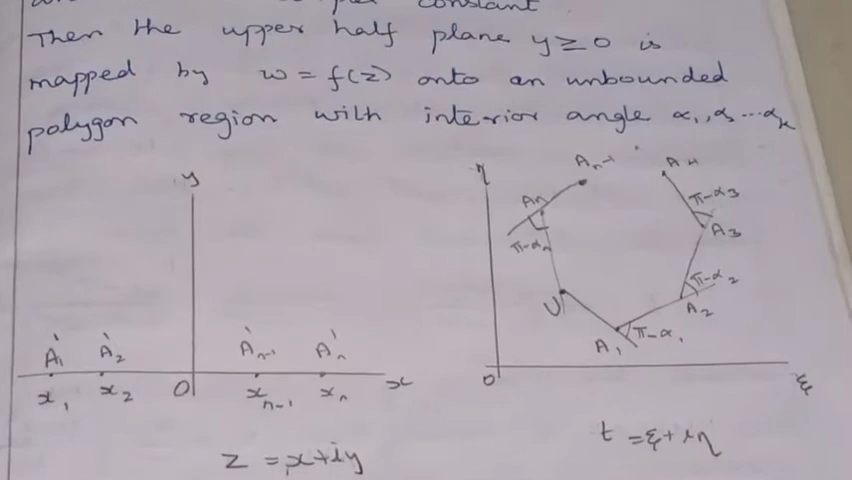 constant
Then the upper half plane y ≥ 0 is
mapped by w = f(z) onto an unbounded
polygon region with interior angle α₁, α₂ ... αₙ
y
A₁' A₂' Aₙ₋₁' Aₙ'
x₁ x₂ O xₙ₋₁ xₙ x
z = x+iy
η
Aₙ₋₁ A₄
Aₙ π-α₃
A₃
π-αₙ
π-α₂
U A₂
A₁ π-α₁
O ξ
t = ξ+iη